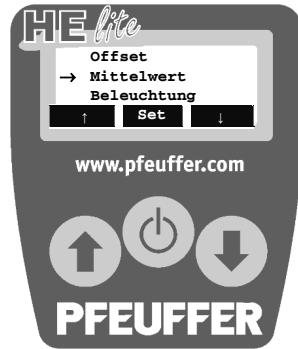 HE lite
Offset
→ Mittelwert
Beleuchtung
↑ Set ↓
www.pfeuffer.com
PFEUFFER